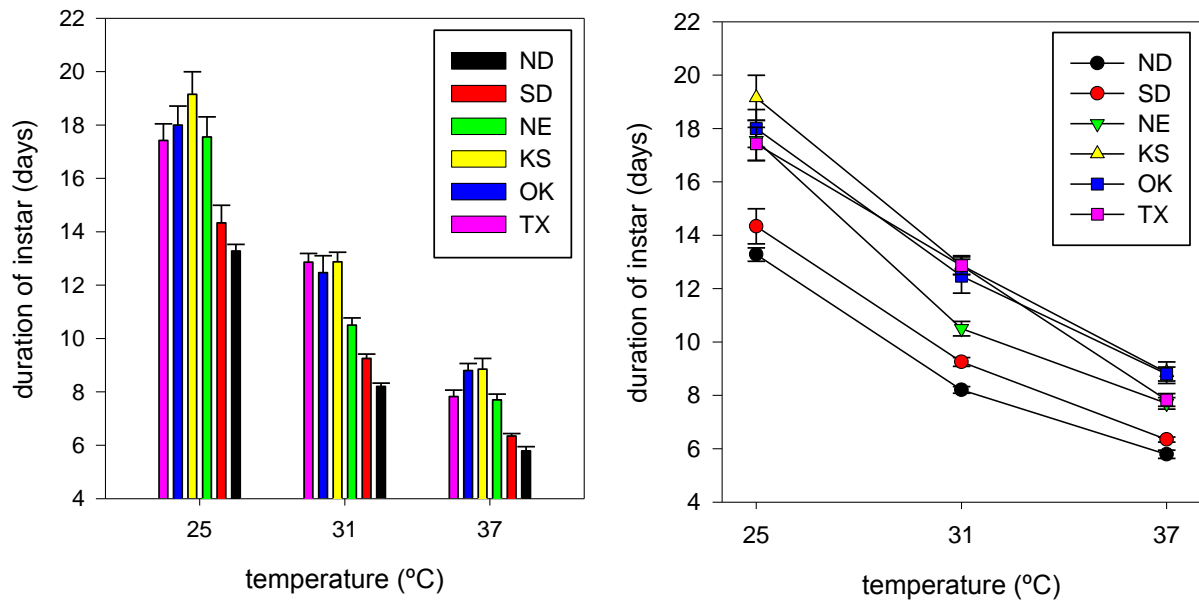 22
20
18
16
14
12
10
8
6
4
duration of instar (days)
ND
SD
NE
KS
OK
TX
25 31 37
temperature (ºC)
22
20
18
16
14
12
10
8
6
4
duration of instar (days)
ND
SD
NE
KS
OK
TX
25 31 37
temperature (ºC)